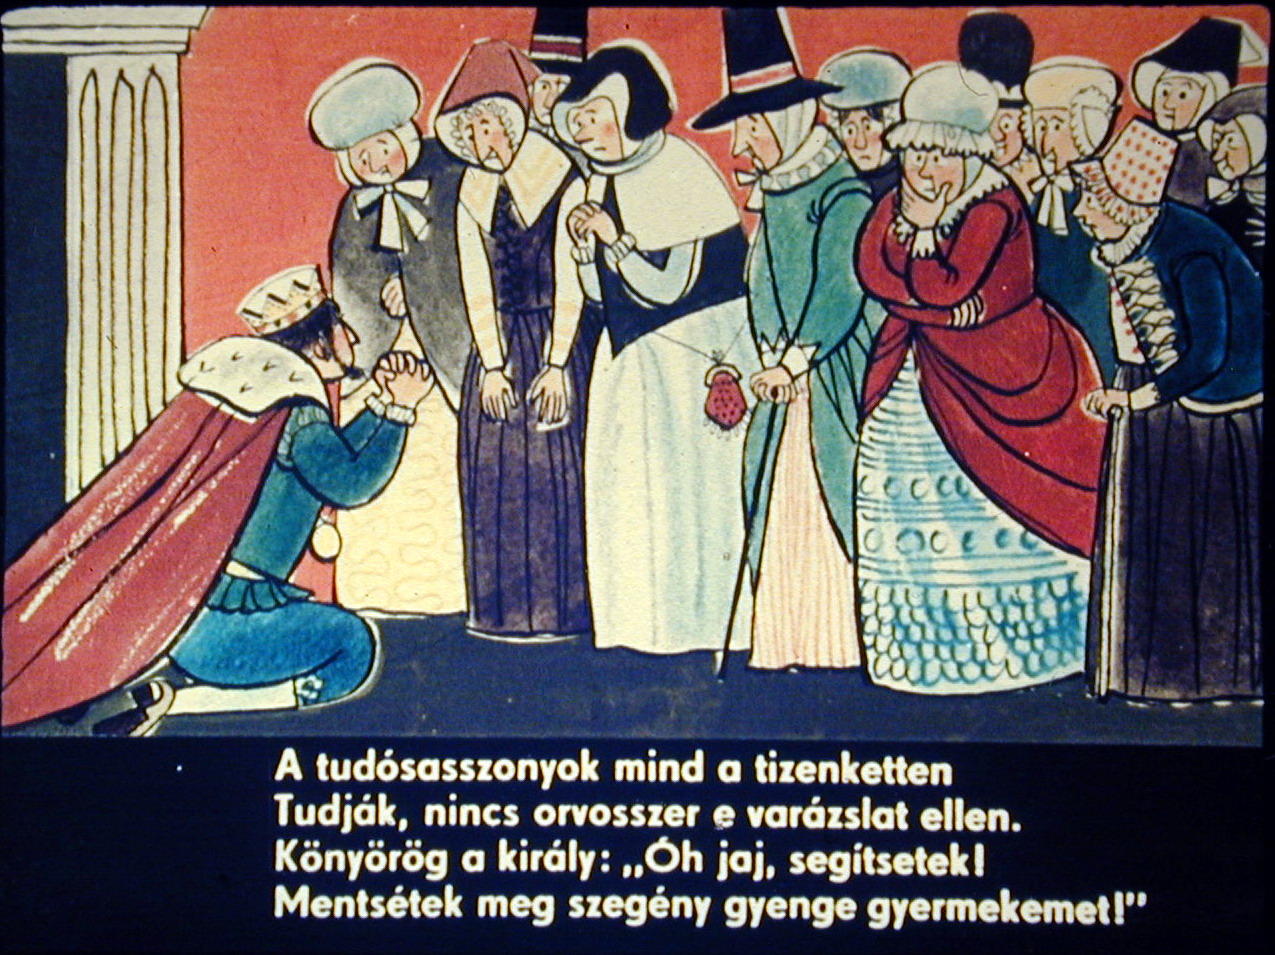 A tudósasszonyok mind a tizenketten
Tudják, nincs orvosszer e varázslat ellen.
Könyörög a király: „Óh jaj, segítsetek!
Mentsétek meg szegény gyenge gyermekemet!”